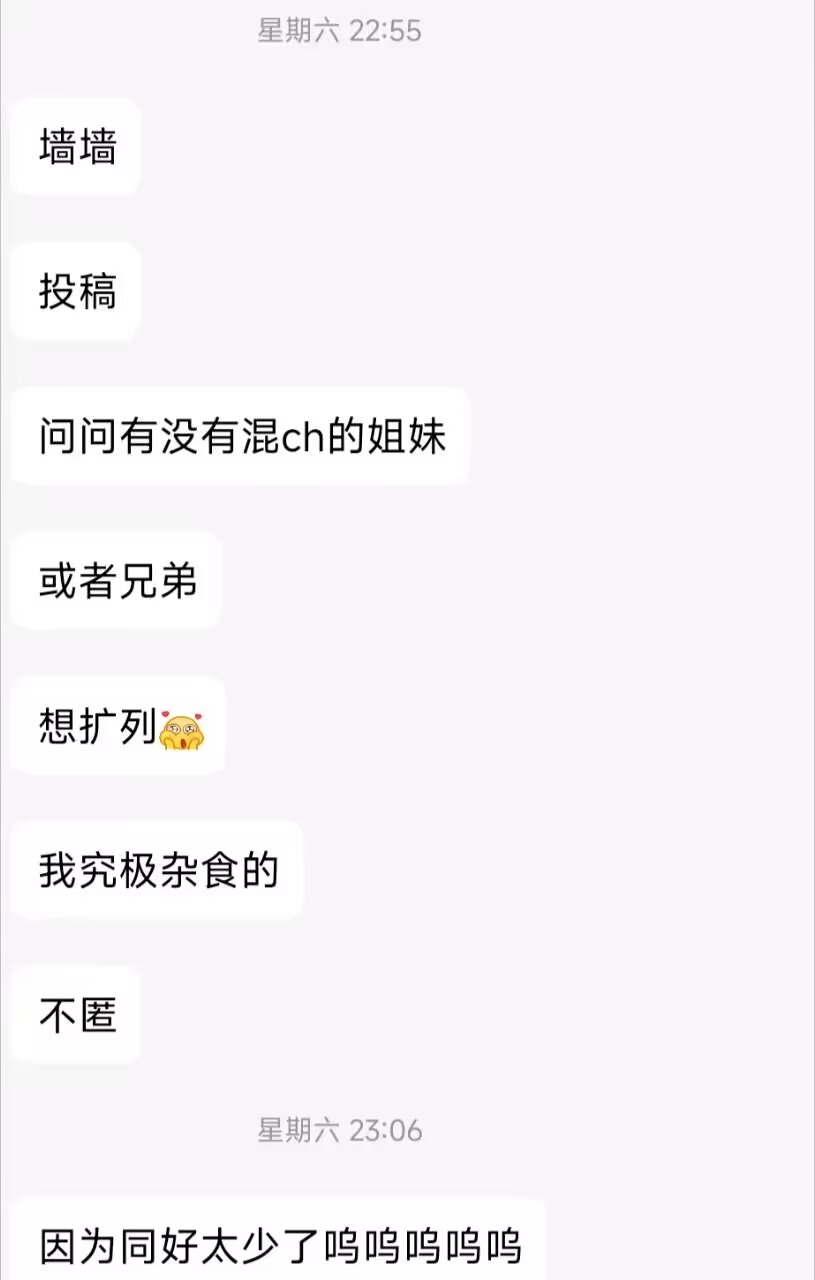 星期六 22:55
墙墙
投稿
问问有没有混ch的姐妹
或者兄弟
想扩列
我究极杂食的
不匿
星期六 23:06
因为同好太少了呜呜呜呜呜